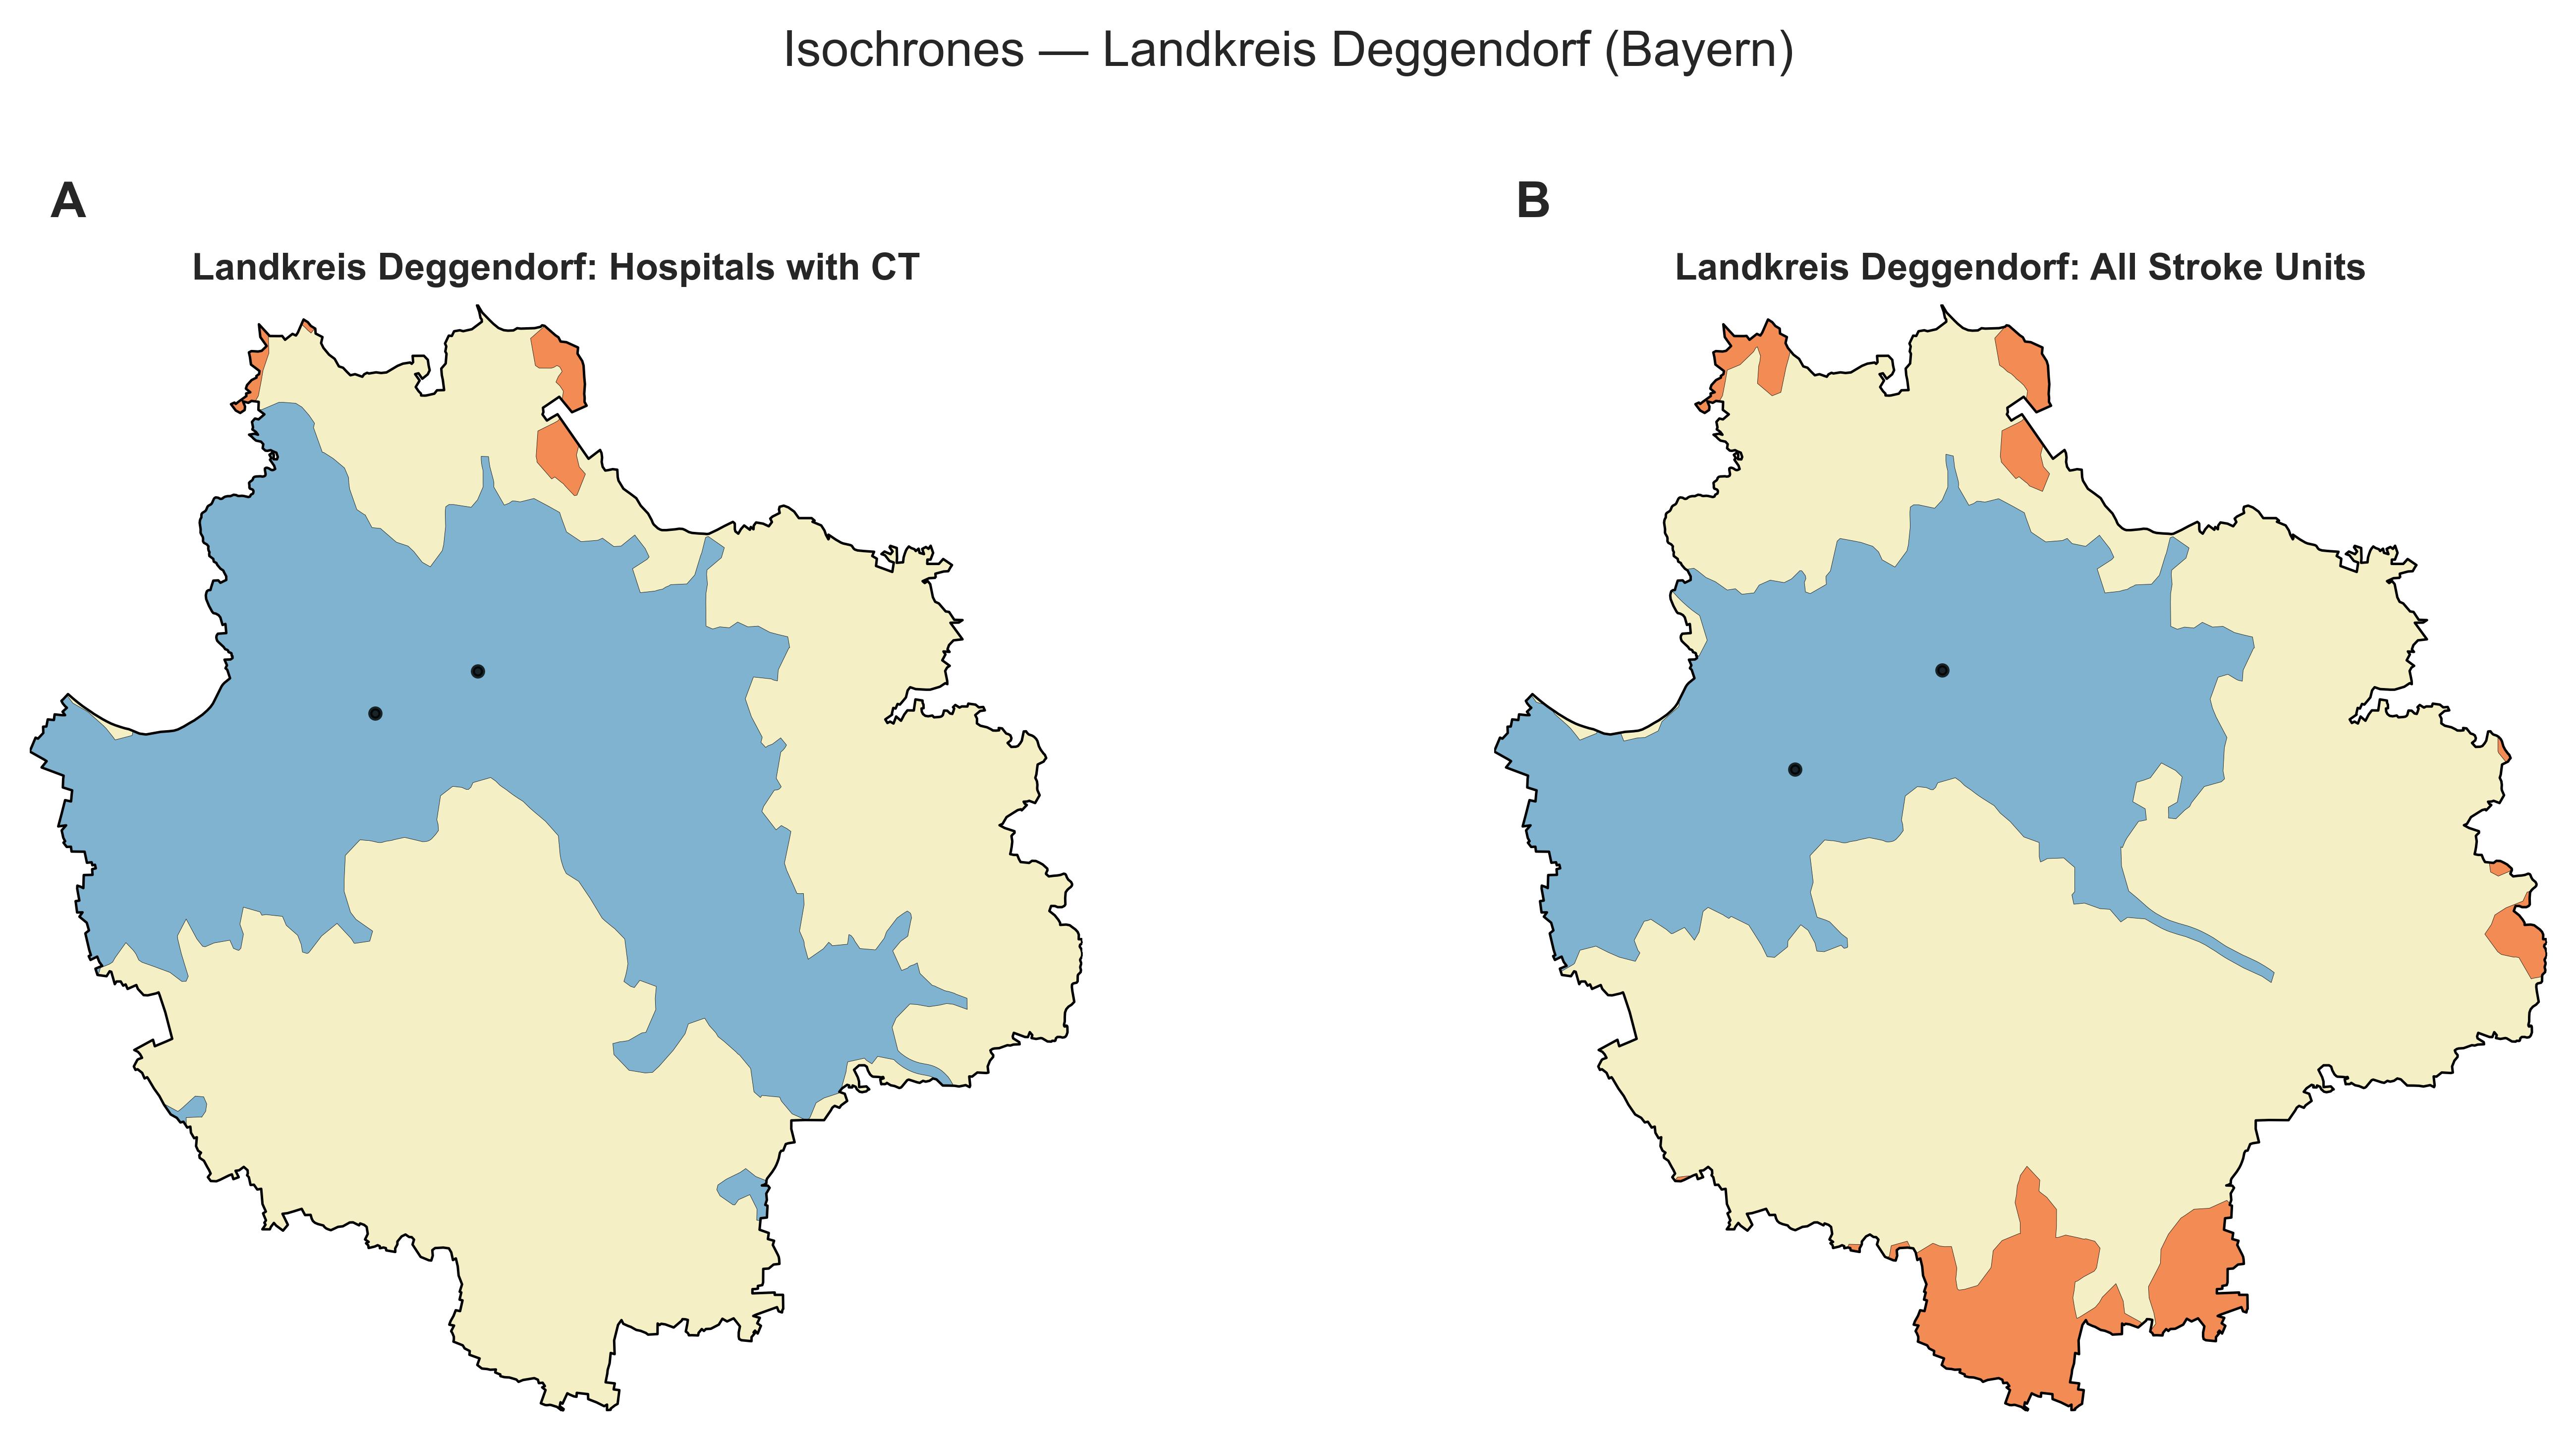 Isochrones — Landkreis Deggendorf (Bayern)
A
B
Landkreis Deggendorf: Hospitals with CT
Landkreis Deggendorf: All Stroke Units